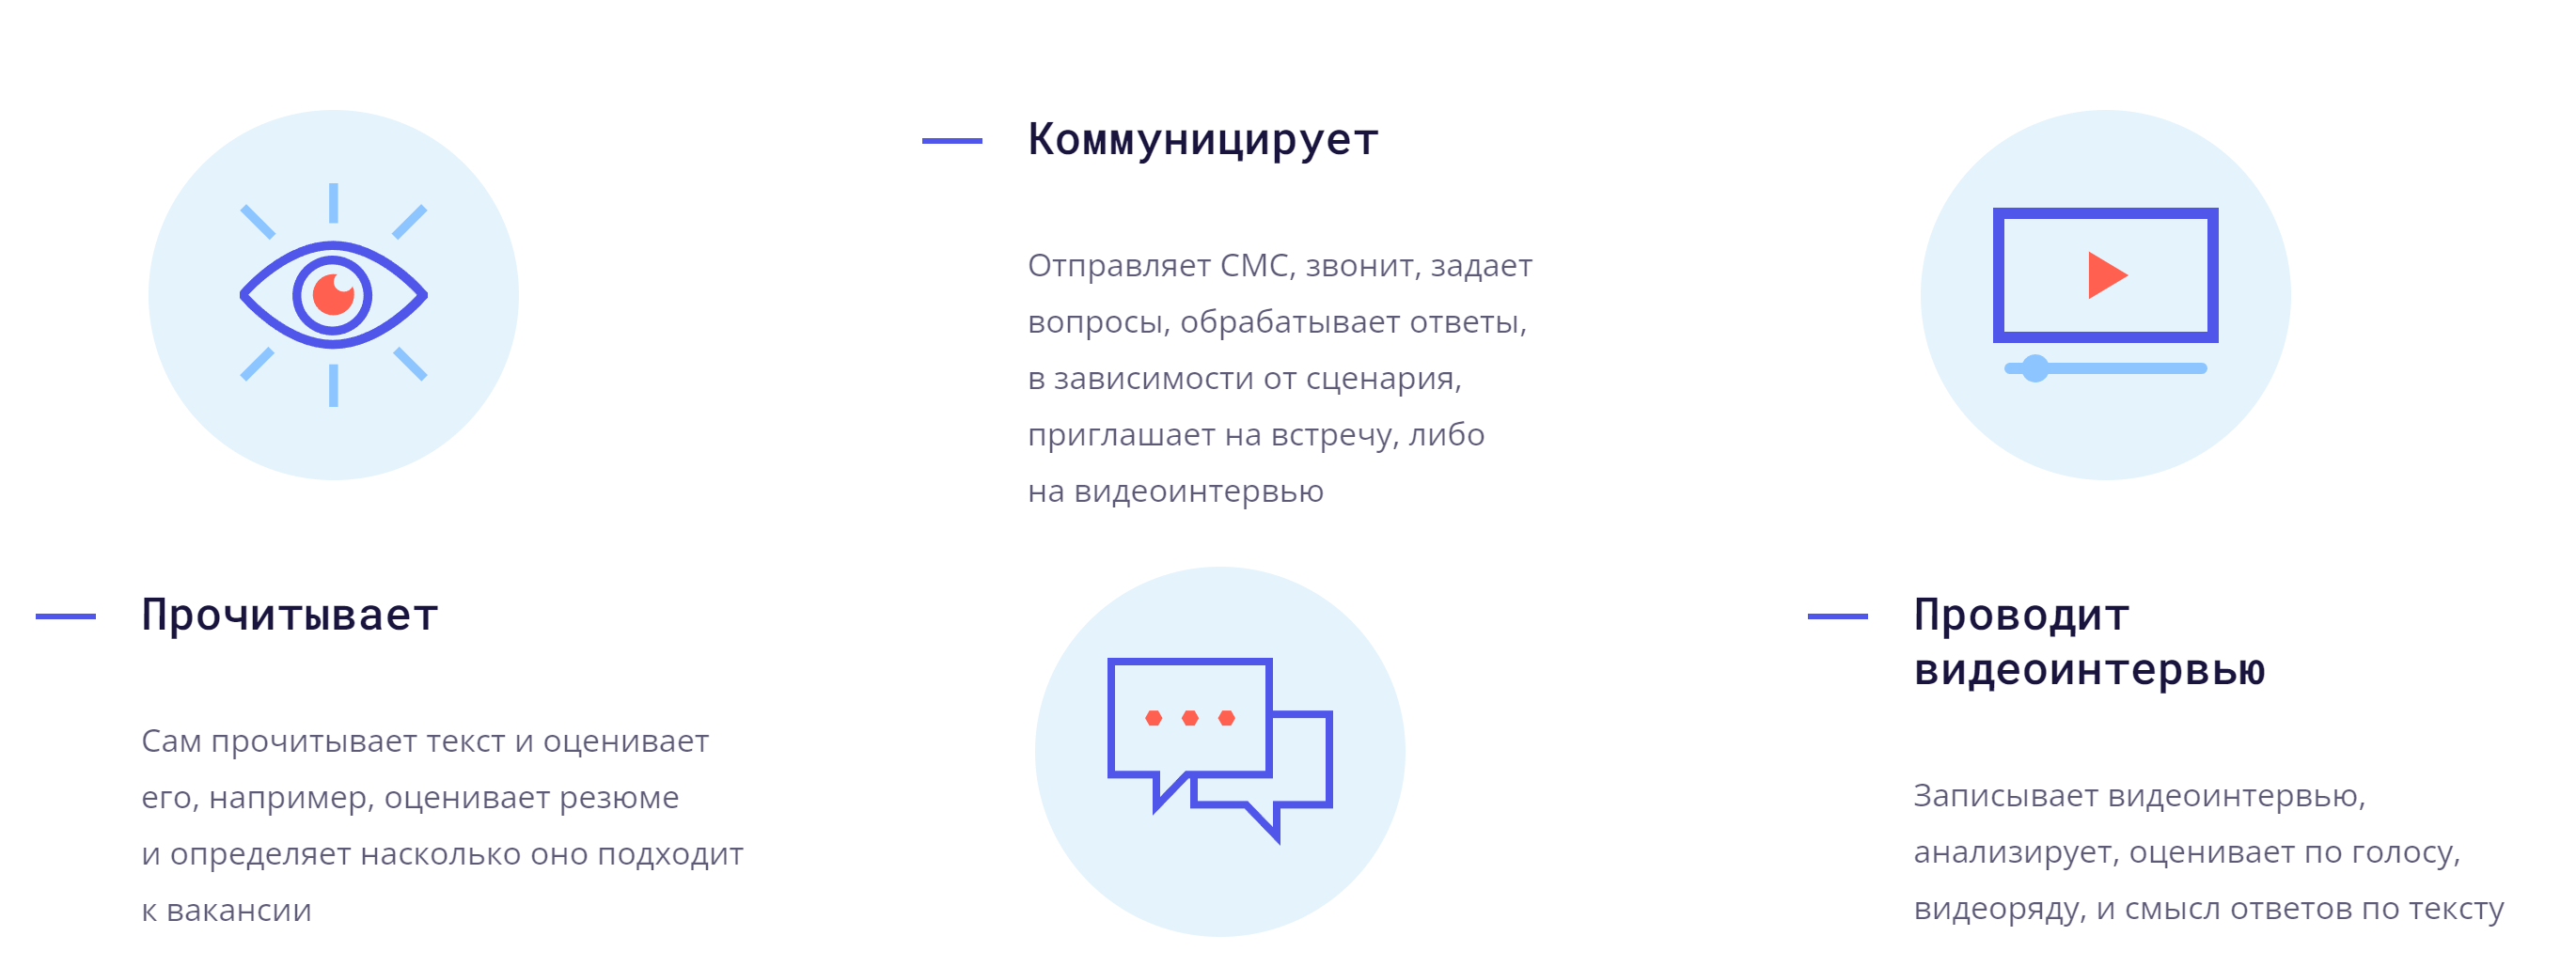 Прочитывает
Сам прочитывает текст и оценивает
его, например, оценивает резюме
и определяет насколько оно подходит
к вакансии
Коммуницирует
Отправляет СМС, звонит, задает
вопросы, обрабатывает ответы,
в зависимости от сценария,
приглашает на встречу, либо
на видеоинтервью
Проводит
видеоинтервью
Записывает видеоинтервью,
анализирует, оценивает по голосу,
видеоряду, и смысл ответов по тексту